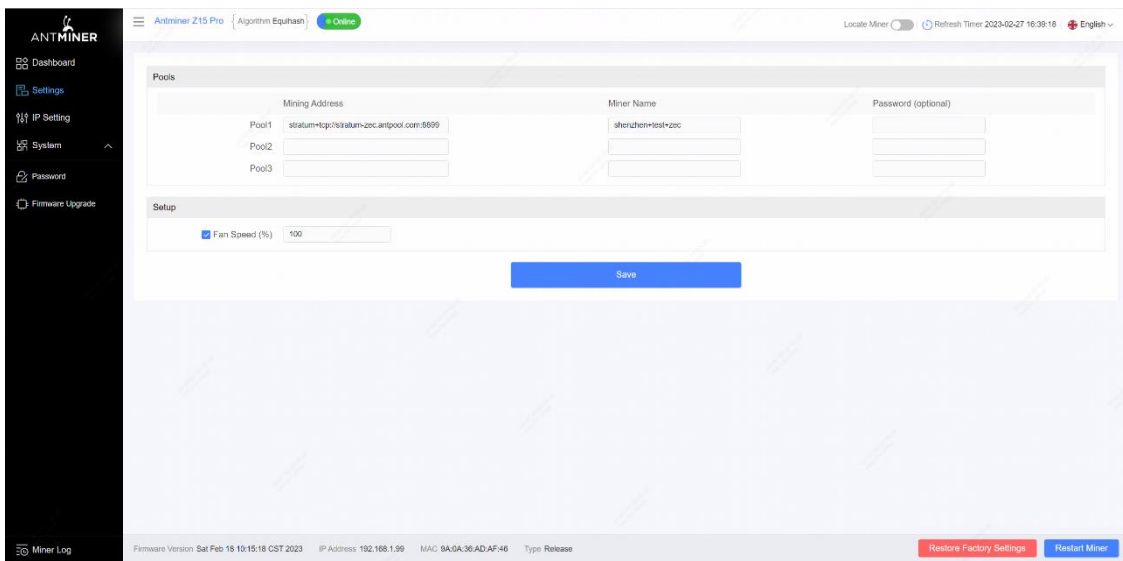 Antminer Z15 Pro { Algorithm Equihash } Online Locate Miner Refresh Timer 2023-02-27 16:39:18 English
ANTMINER
Dashboard
Settings
IP Setting
System
Password
Firmware Upgrade
Pools
Mining Address Miner Name Password (optional)
Pool1 stratum+tcp://stratum-zec.antpool.com:8899 shenzhen+test+zec
Pool2
Pool3
Setup
Fan Speed (%) 100
Save
Miner Log
Firmware Version Sat Feb 18 10:15:18 CST 2023 IP Address 192.168.1.99 MAC 9A:0A:36:AD:AF:46 Type Release
Restore Factory Settings Restart Miner